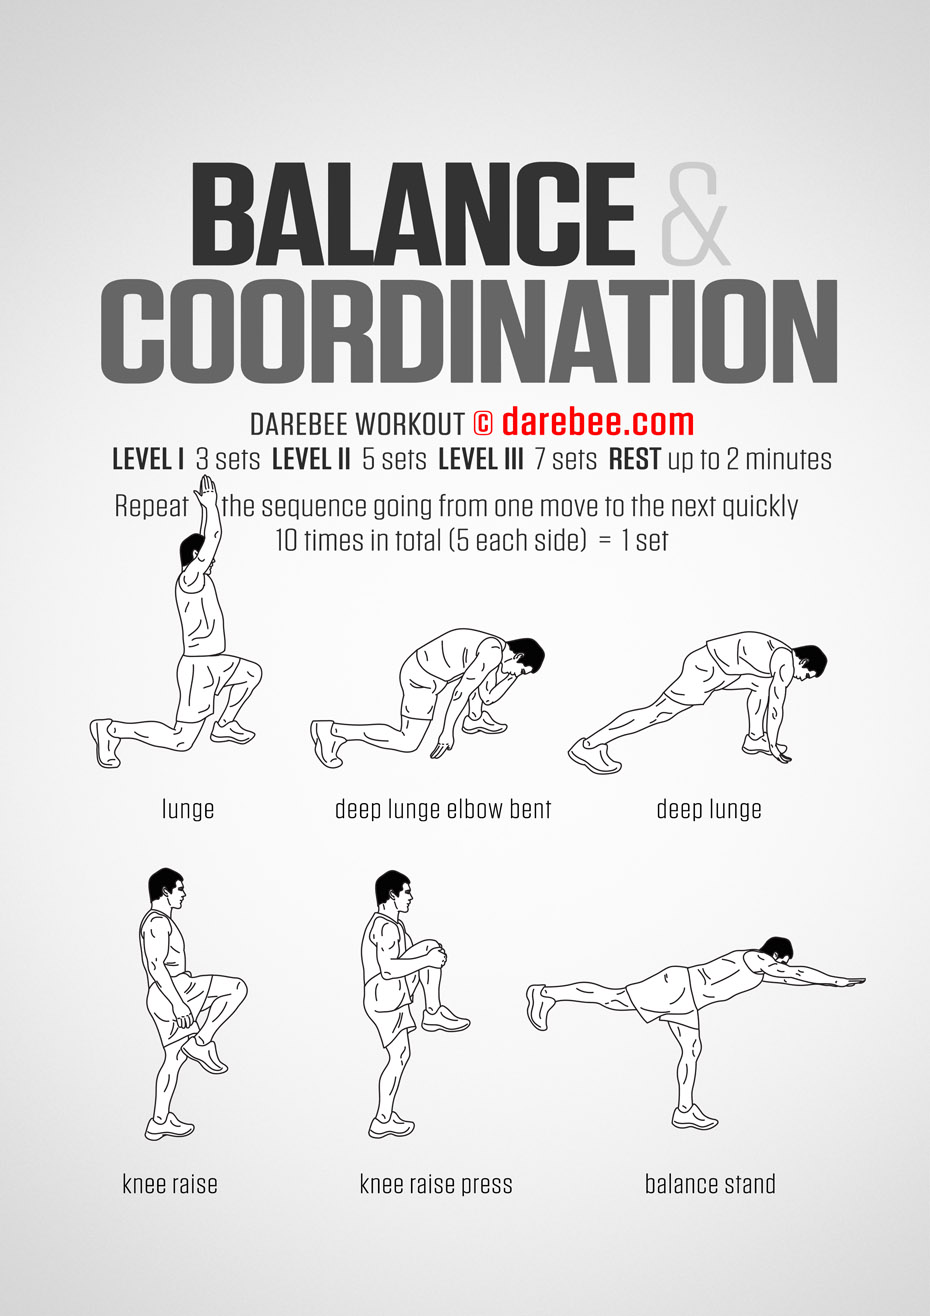 BALANCE &
COORDINATION
DAREBEE WORKOUT © darebee.com
LEVEL I 3 sets LEVEL II 5 sets LEVEL III 7 sets REST up to 2 minutes
Repeat the sequence going from one move to the next quickly
10 times in total (5 each side) = 1 set
lunge
deep lunge elbow bent
deep lunge
knee raise
knee raise press
balance stand